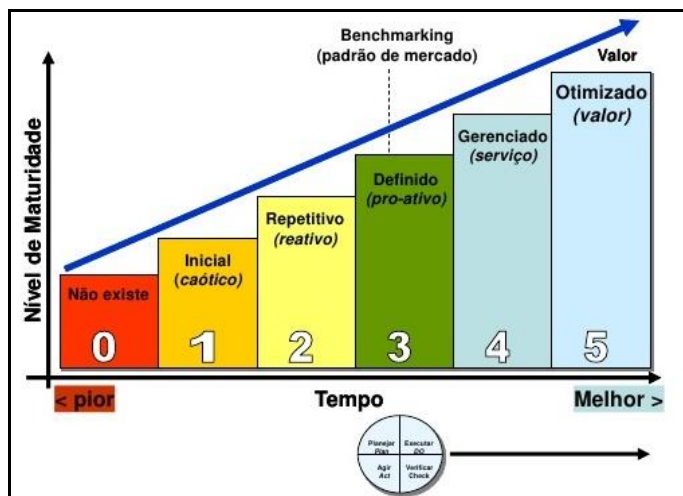 Benchmarking
(padrão de mercado)
Valor
Nível de Maturidade
Não existe
0
Inicial
(caótico)
1
Repetitivo
(reativo)
2
Definido
(pro-ativo)
3
Gerenciado
(serviço)
4
Otimizado
(valor)
5
< pior
Tempo
Melhor >
Planejar
Plan
Executar
DO
Agir
Act
Verificar
Check